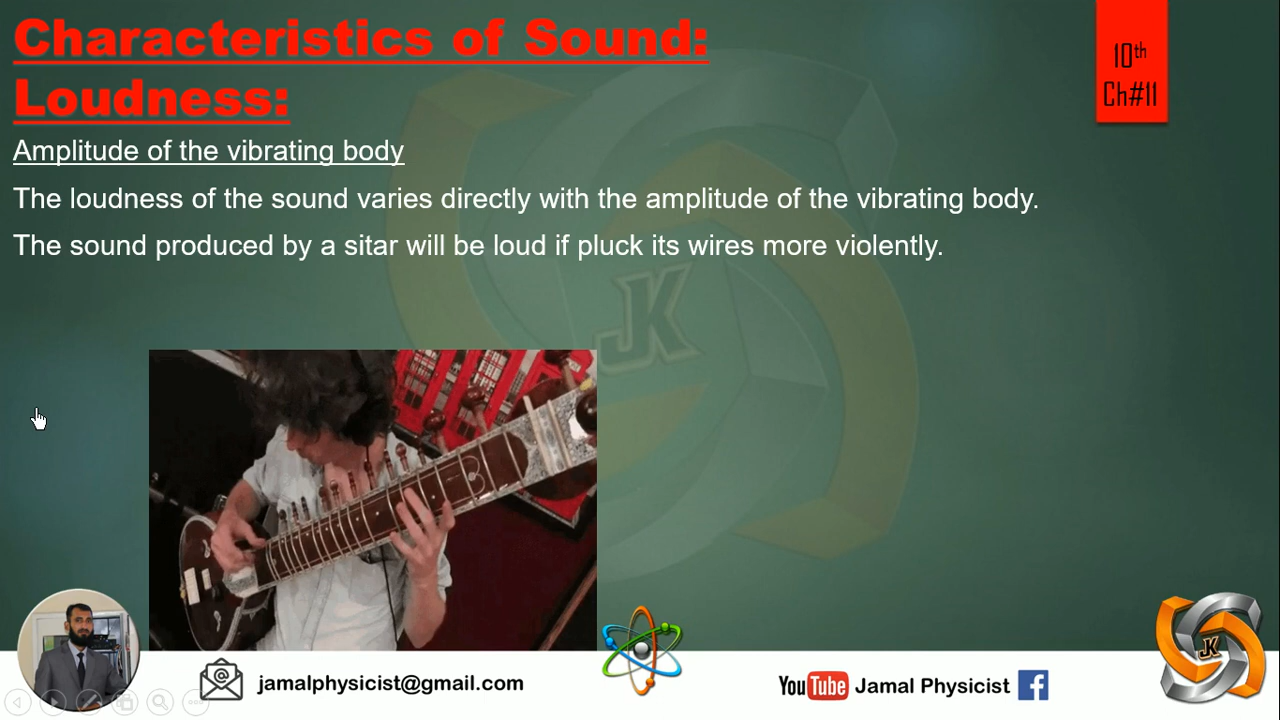 Characteristics of Sound:
Loudness:
10th
Ch#11
Amplitude of the vibrating body
The loudness of the sound varies directly with the amplitude of the vibrating body.
The sound produced by a sitar will be loud if pluck its wires more violently.
JK
jamalphysicist@gmail.com
YouTube Jamal Physicist f
JK